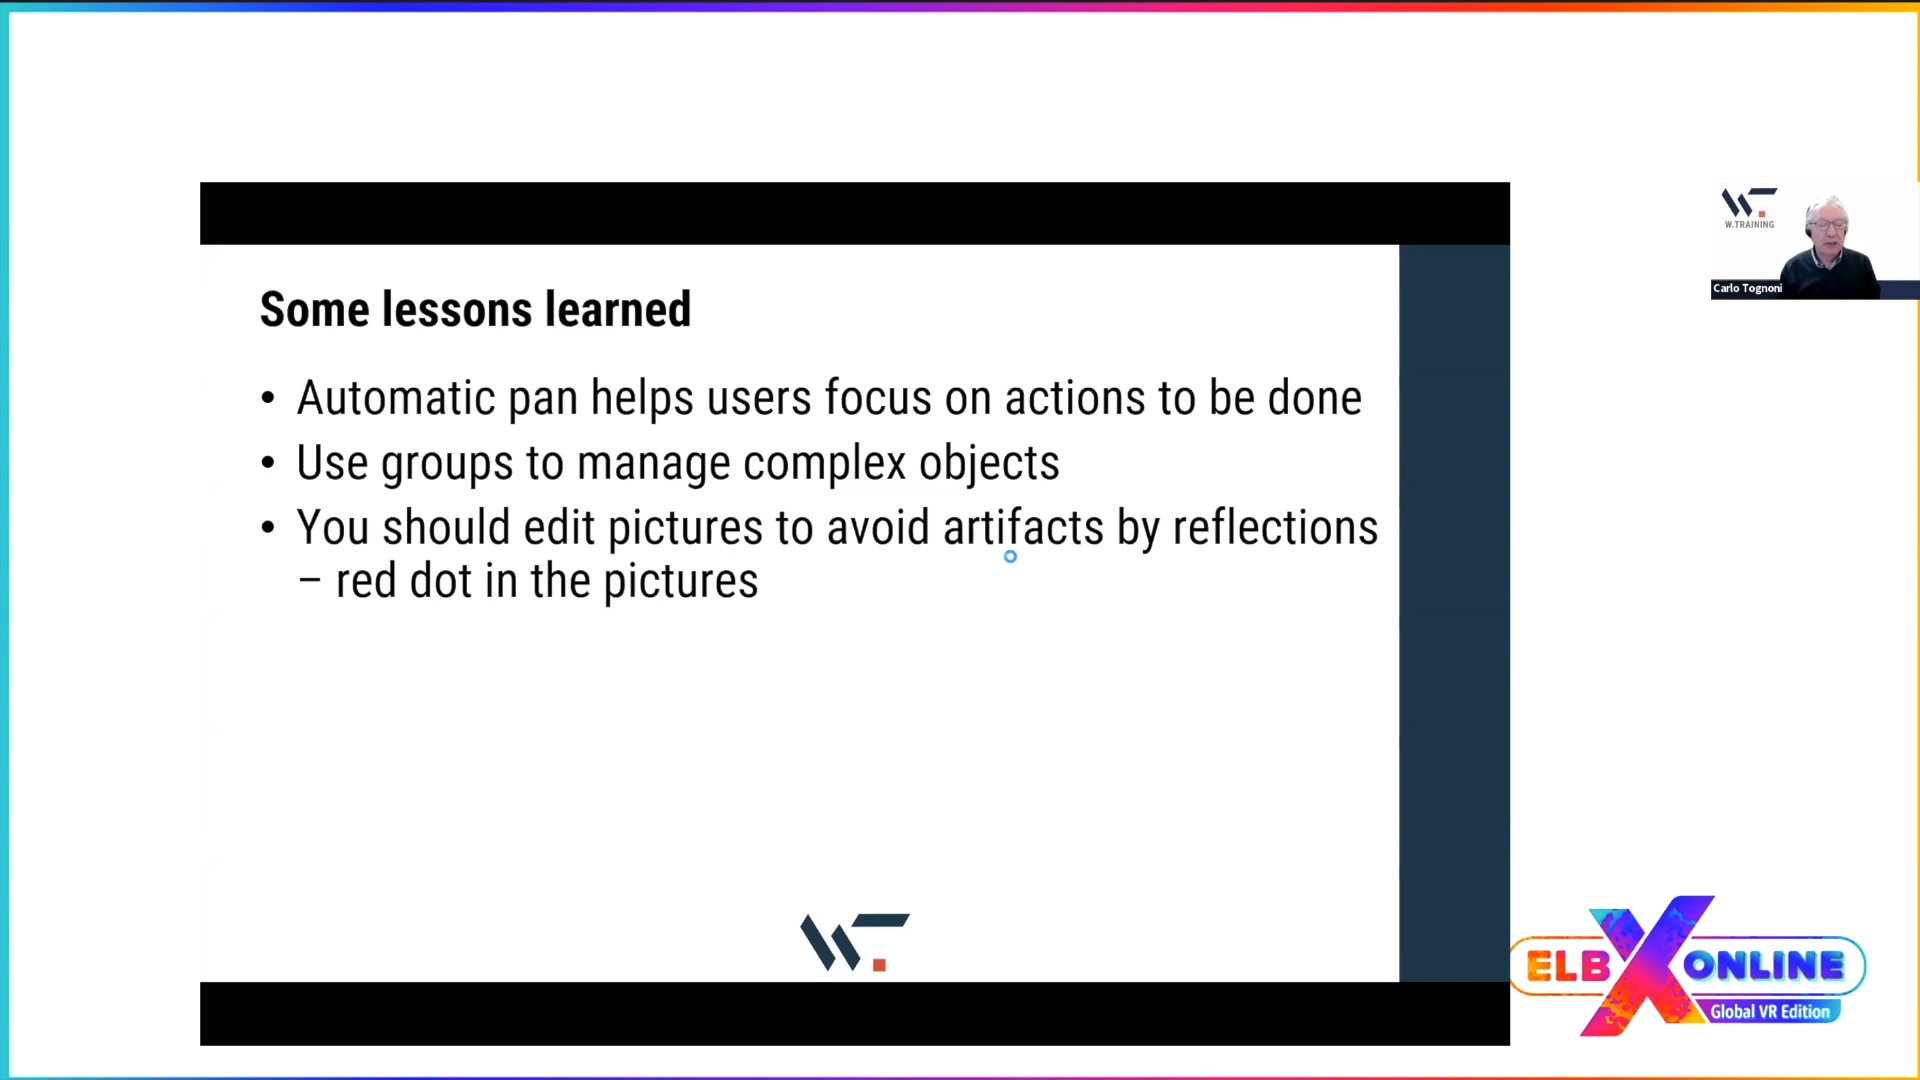 W.TRAINING
Carlo Tognoni
Some lessons learned
• Automatic pan helps users focus on actions to be done
• Use groups to manage complex objects
• You should edit pictures to avoid artifacts by reflections
– red dot in the pictures
ELB X ONLINE
Global VR Edition